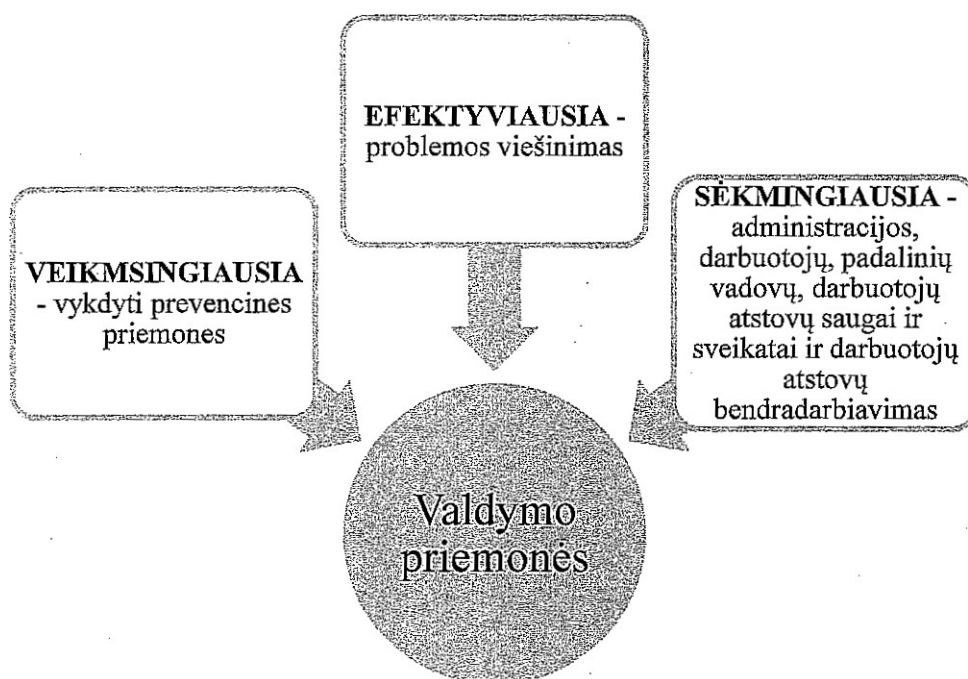 EFEKTYVIAUSIA -
problemos viešinimas
VEIKMSINGIAUSIA
- vykdyti prevencines
priemones
SĖKMINGIAUSIA -
administracijos,
darbuotojų, padalinių
vadovų, darbuotojų
atstovų saugai ir
sveikatai ir darbuotojų
atstovų
bendradarbiavimas
Valdymo
priemonės